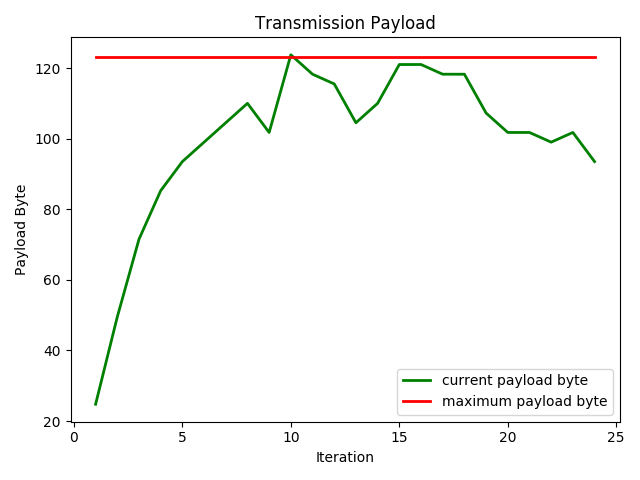 Transmission Payload
Payload Byte
120
100
80
60
40
20
0
5
10
15
20
25
Iteration
current payload byte
maximum payload byte